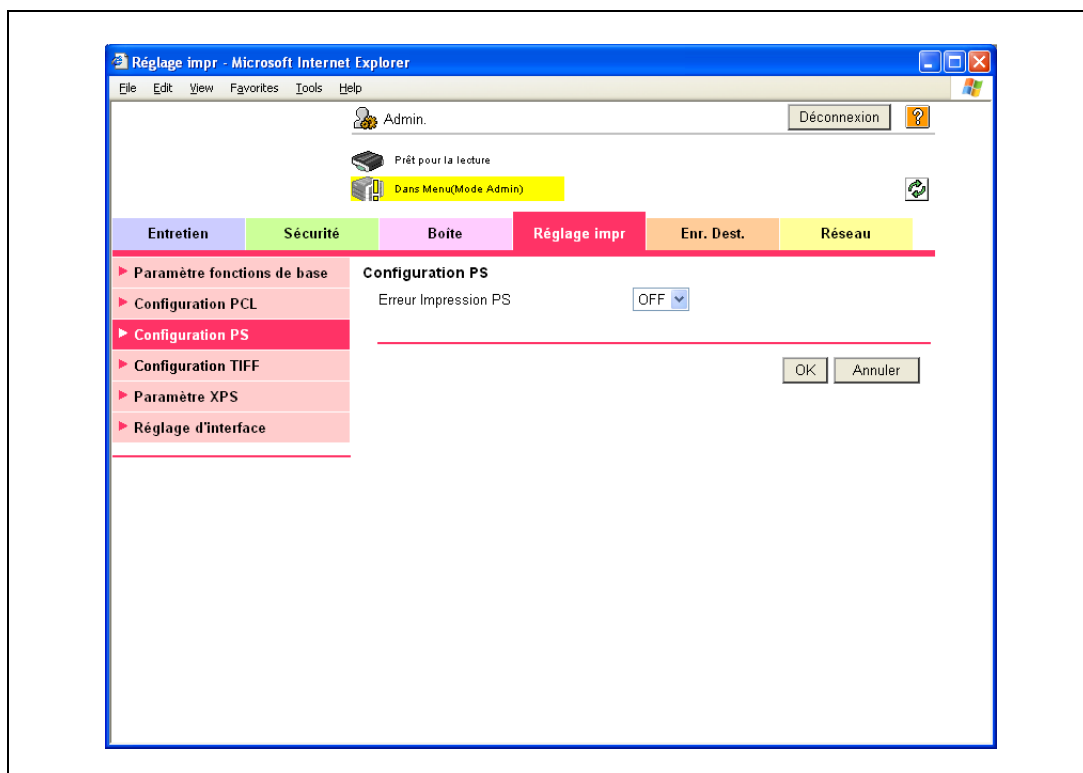 Réglage impr - Microsoft Internet Explorer
File Edit View Favorites Tools Help
Admin.
Déconnexion
?
Prêt pour la lecture
Dans Menu(Mode Admin)
Entretien
Sécurité
Boite
Réglage impr
Enr. Dest.
Réseau
Paramètre fonctions de base
Configuration PCL
Configuration PS
Configuration TIFF
Paramètre XPS
Réglage d'interface
Configuration PS
Erreur Impression PS
OFF
OK
Annuler